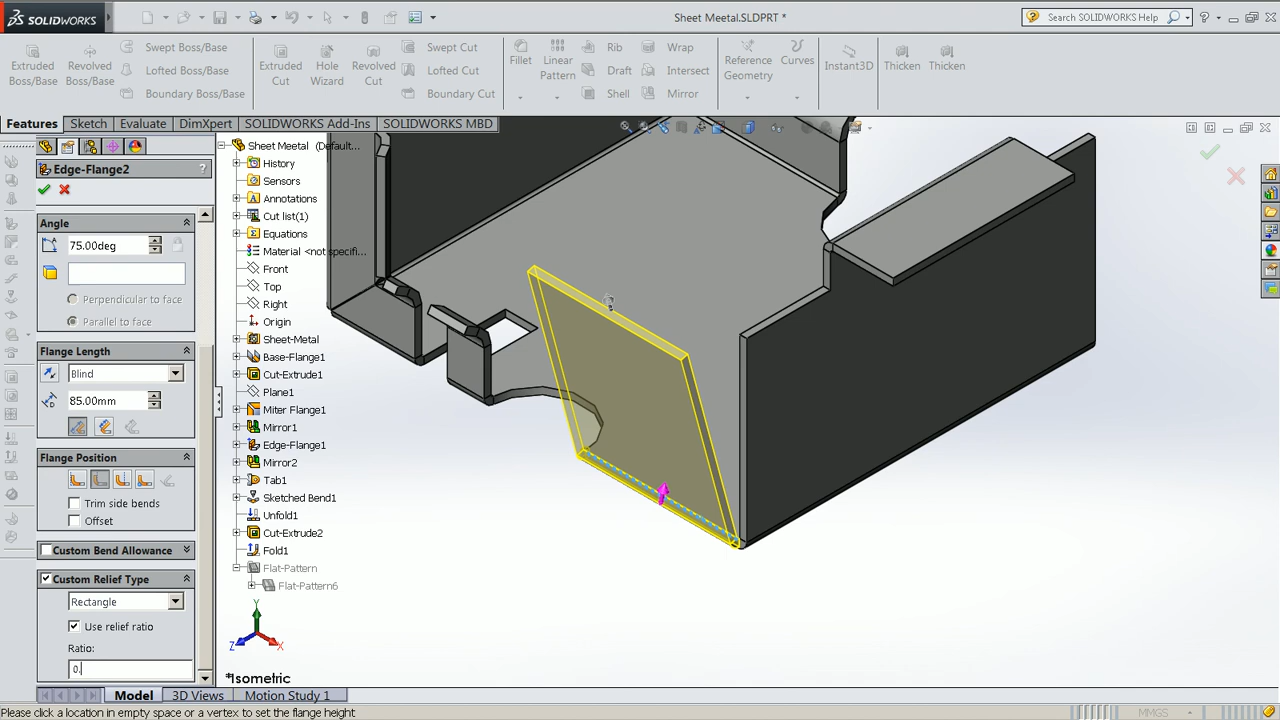 SOLIDWORKS
Sheet Meetal.SLDPRT *
Search SOLIDWORKS Help
?
Extruded Boss/Base
Revolved Boss/Base
Swept Boss/Base
Lofted Boss/Base
Boundary Boss/Base
Extruded Cut
Hole Wizard
Revolved Cut
Swept Cut
Lofted Cut
Boundary Cut
Fillet
Linear Pattern
Rib
Draft
Shell
Wrap
Intersect
Mirror
Reference Geometry
Curves
Instant3D
Thicken
Thicken
Features
Sketch
Evaluate
DimXpert
SOLIDWORKS Add-Ins
SOLIDWORKS MBD
Edge-Flange2
?
Angle
75.00deg
Perpendicular to face
Parallel to face
Flange Length
Blind
85.00mm
Flange Position
Trim side bends
Offset
Custom Bend Allowance
Custom Relief Type
Rectangle
Use relief ratio
Ratio:
0.
Sheet Meetal (Default...
History
Sensors
Annotations
Cut list(1)
Equations
Material <not specifi...
Front
Top
Right
Origin
Sheet-Metal
Base-Flange1
Cut-Extrude1
Plane1
Miter Flange1
Mirror1
Edge-Flange1
Mirror2
Tab1
Sketched Bend1
Unfold1
Cut-Extrude2
Fold1
Flat-Pattern
Flat-Pattern6
Y
Z
X
*Isometric
Model
3D Views
Motion Study 1
Please click a location in empty space or a vertex to set the flange height
MMGS